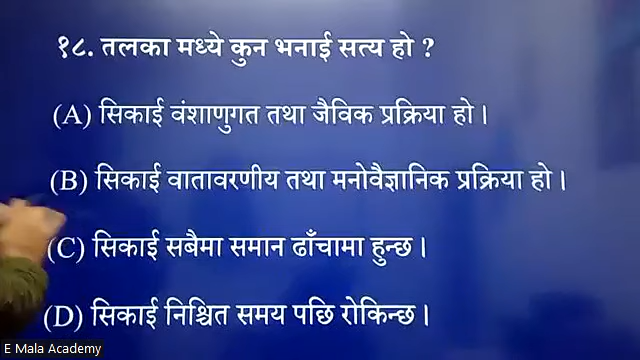 १८. तलका मध्ये कुन भनाई सत्य हो ?
(A) सिकाई वंशाणुगत तथा जैविक प्रक्रिया हो ।
(B) सिकाई वातावरणीय तथा मनोवैज्ञानिक प्रक्रिया हो ।
(C) सिकाई सबैमा समान ढाँचामा हुन्छ ।
(D) सिकाई निश्चित समय पछि रोकिन्छ ।
E Mala Academy